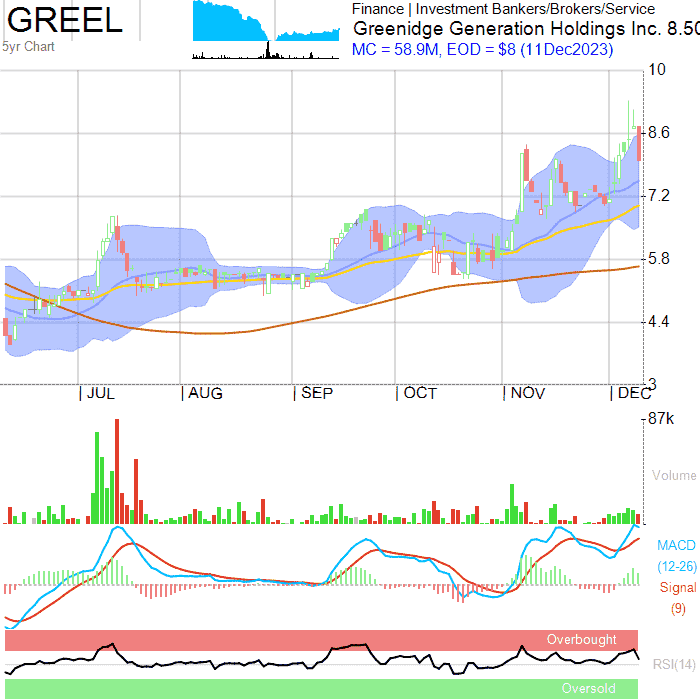 GREEL
5yr Chart
Finance | Investment Bankers/Brokers/Service
Greenidge Generation Holdings Inc. 8.50
MC = 58.9M, EOD = $8 (11Dec2023)
10
8.6
7.2
5.8
4.4
3
| JUL | AUG | SEP | OCT | NOV | DEC
87k
Volume
MACD
(12-26)
Signal
(9)
Overbought
RSI(14)
Oversold